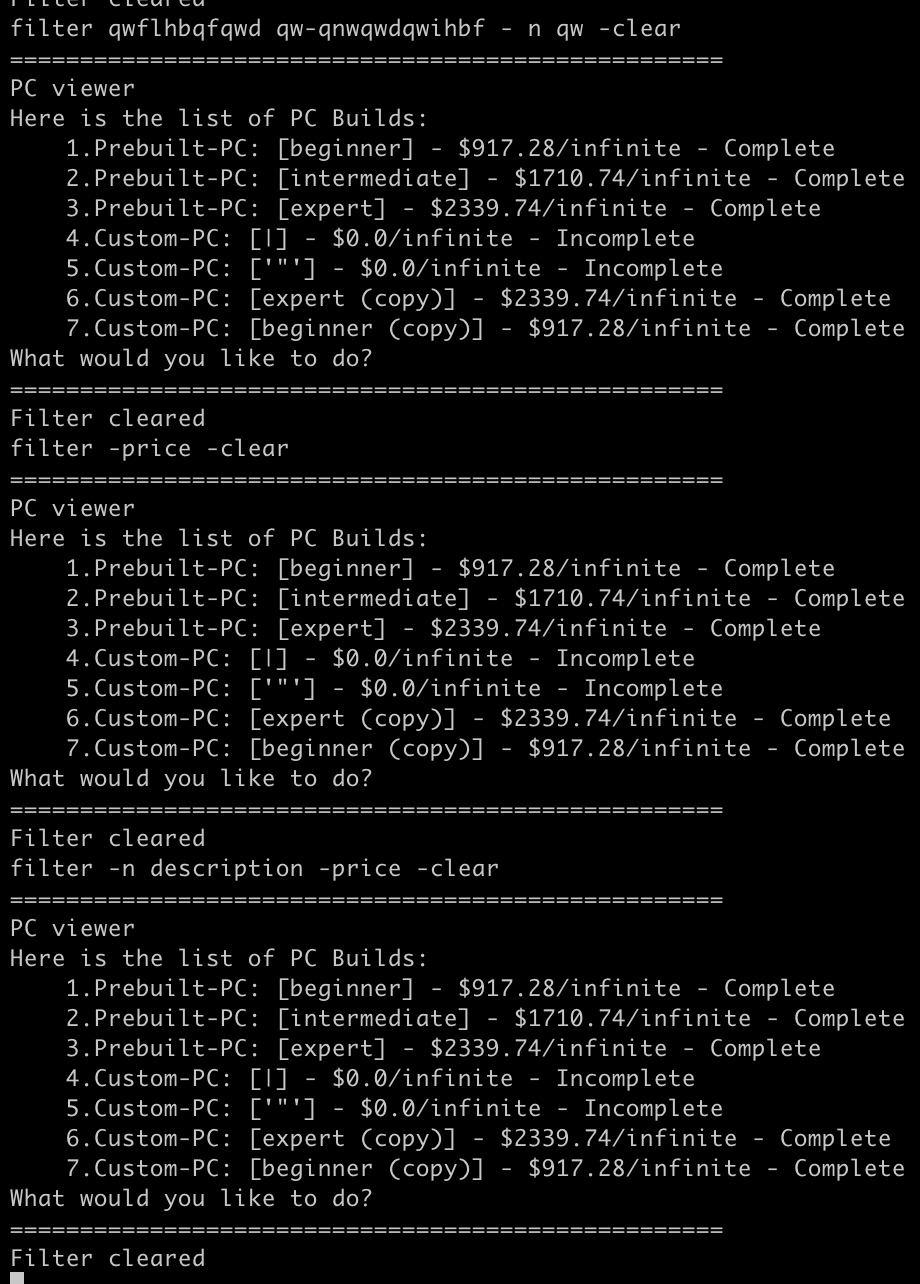 Filter cleared
filter qwflhbqfqwd qw-qnwqwdqwihbf - n qw -clear
===================================================
PC viewer
Here is the list of PC Builds:
    1.Prebuilt-PC: [beginner] - $917.28/infinite - Complete
    2.Prebuilt-PC: [intermediate] - $1710.74/infinite - Complete
    3.Prebuilt-PC: [expert] - $2339.74/infinite - Complete
    4.Custom-PC: [|] - $0.0/infinite - Incomplete
    5.Custom-PC: ['"'] - $0.0/infinite - Incomplete
    6.Custom-PC: [expert (copy)] - $2339.74/infinite - Complete
    7.Custom-PC: [beginner (copy)] - $917.28/infinite - Complete
What would you like to do?
===================================================
Filter cleared
filter -price -clear
===================================================
PC viewer
Here is the list of PC Builds:
    1.Prebuilt-PC: [beginner] - $917.28/infinite - Complete
    2.Prebuilt-PC: [intermediate] - $1710.74/infinite - Complete
    3.Prebuilt-PC: [expert] - $2339.74/infinite - Complete
    4.Custom-PC: [|] - $0.0/infinite - Incomplete
    5.Custom-PC: ['"'] - $0.0/infinite - Incomplete
    6.Custom-PC: [expert (copy)] - $2339.74/infinite - Complete
    7.Custom-PC: [beginner (copy)] - $917.28/infinite - Complete
What would you like to do?
===================================================
Filter cleared
filter -n description -price -clear
===================================================
PC viewer
Here is the list of PC Builds:
    1.Prebuilt-PC: [beginner] - $917.28/infinite - Complete
    2.Prebuilt-PC: [intermediate] - $1710.74/infinite - Complete
    3.Prebuilt-PC: [expert] - $2339.74/infinite - Complete
    4.Custom-PC: [|] - $0.0/infinite - Incomplete
    5.Custom-PC: ['"'] - $0.0/infinite - Incomplete
    6.Custom-PC: [expert (copy)] - $2339.74/infinite - Complete
    7.Custom-PC: [beginner (copy)] - $917.28/infinite - Complete
What would you like to do?
===================================================
Filter cleared